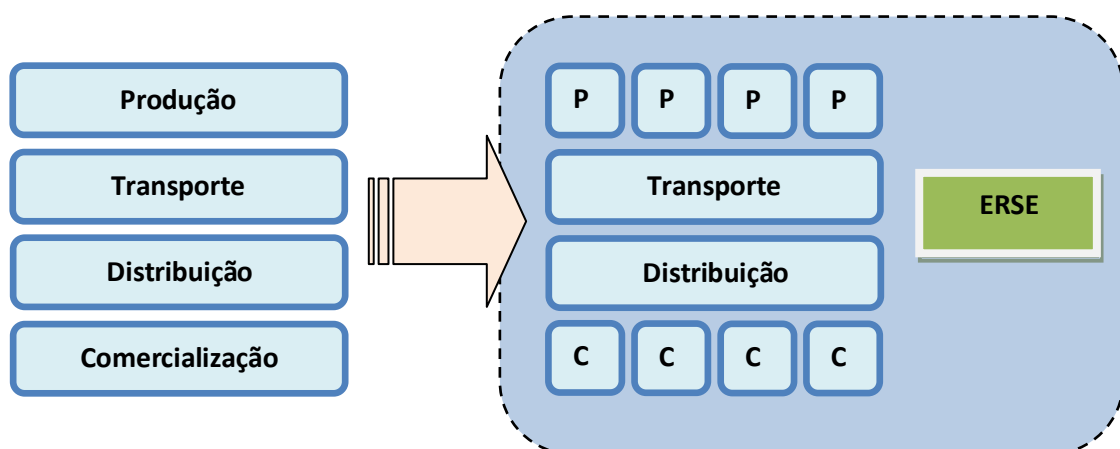 Produção
Transporte
Distribuição
Comercialização
P P P P
Transporte
Distribuição
C C C C
ERSE